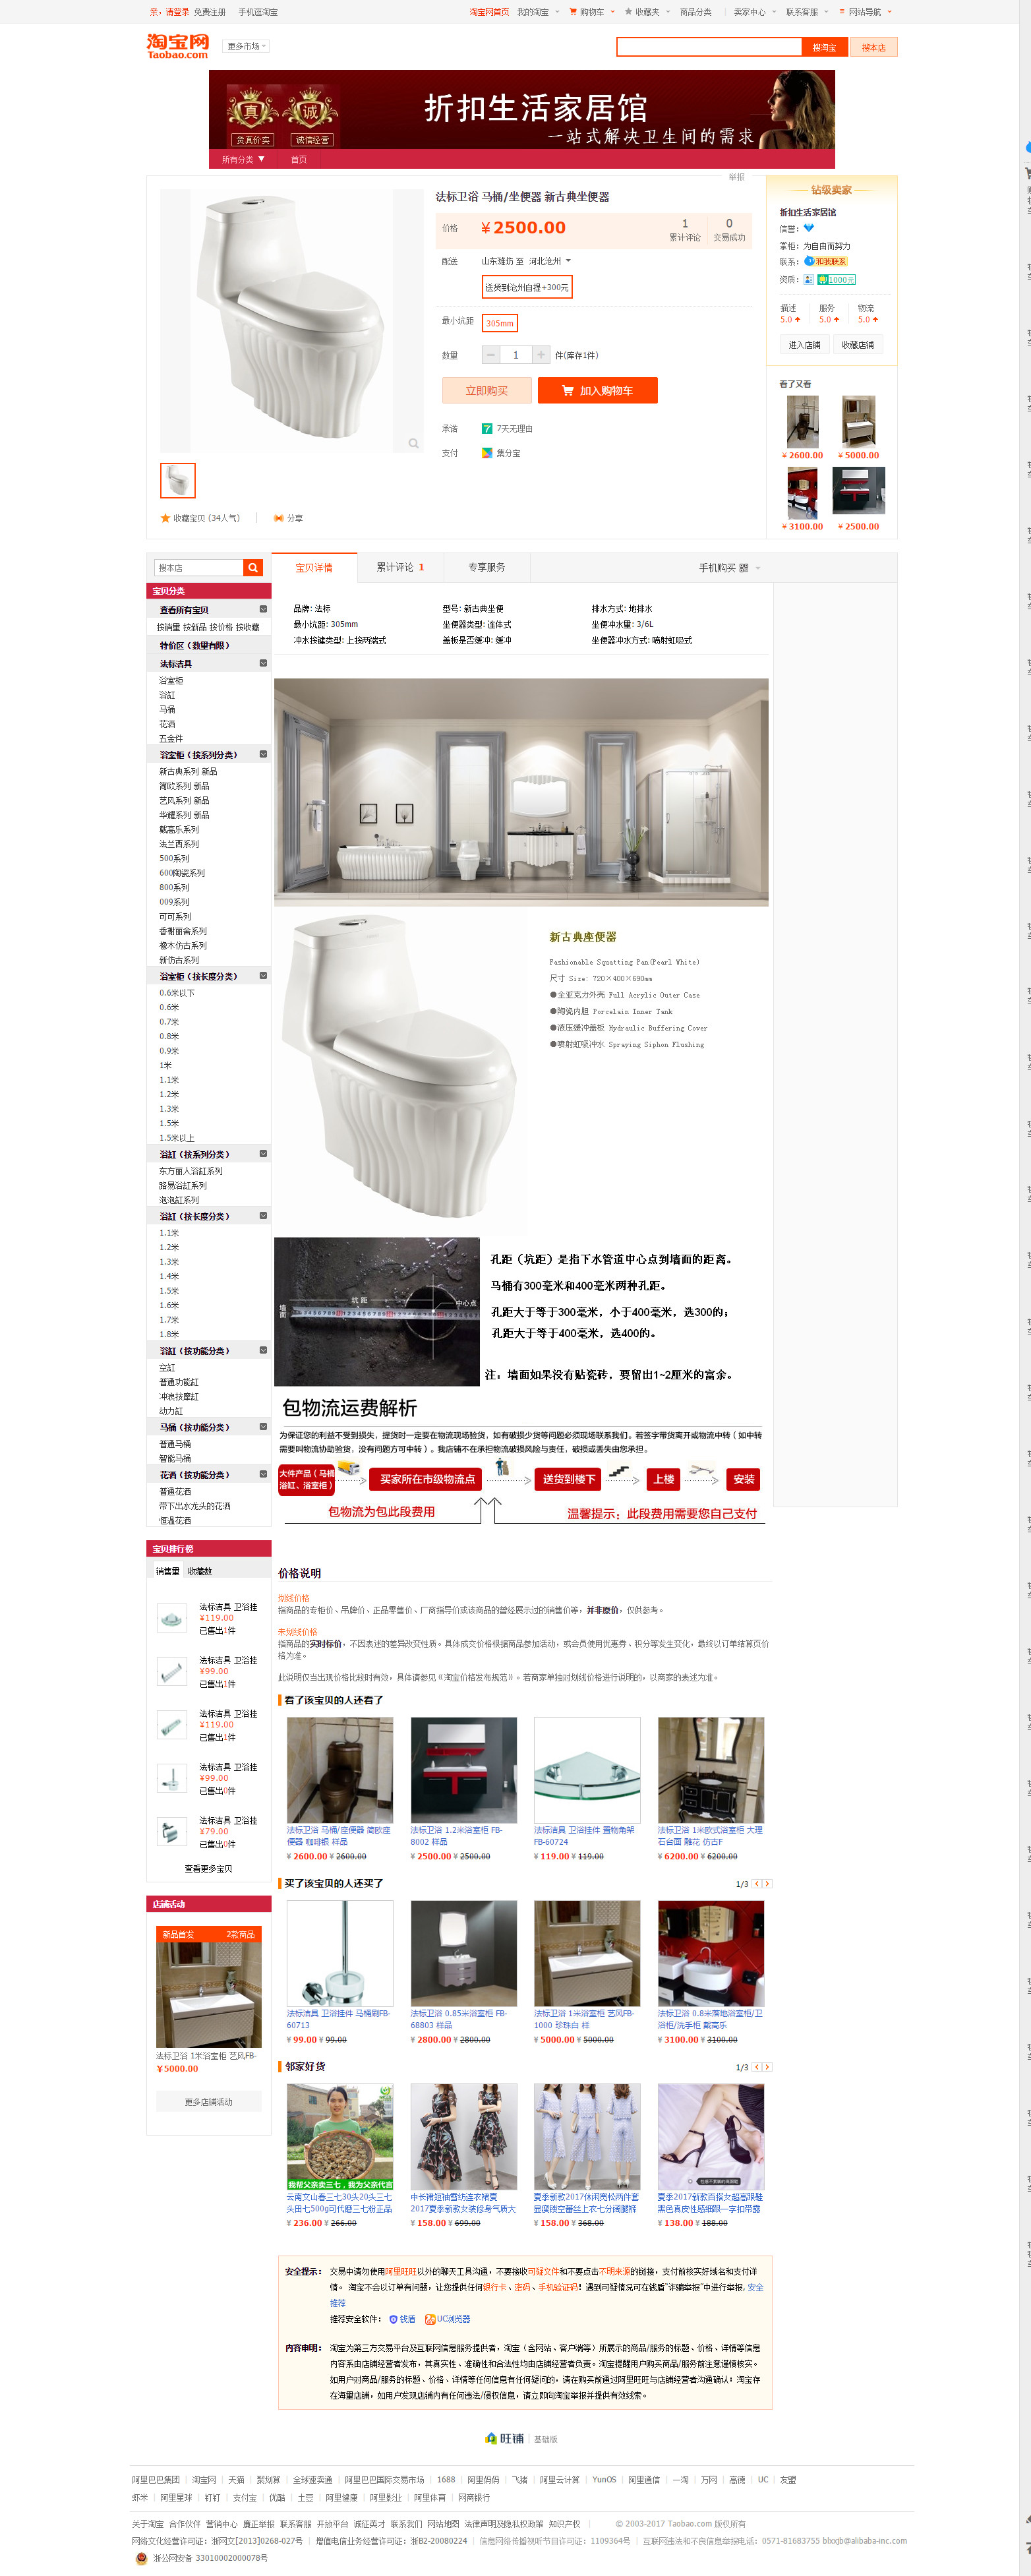 亲，请登录 免费注册 手机逛淘宝 淘宝网首页 我的淘宝 购物车 收藏夹 商品分类 卖家中心 联系客服 网站导航
淘宝网
Taobao.com
更多市场
搜淘宝 搜本店
真 诚
货真价实 诚信经营
折扣生活家居馆
一站式解决卫生间的需求
所有分类 首页
举报
法标卫浴 马桶/坐便器 新古典坐便器
价格 ¥2500.00
1 累计评论
0 交易成功
配送 山东潍坊 至 河北沧州
送货到沧州自提+300元
最小坑距 305mm
数量 1 件(库存1件)
立即购买 加入购物车
承诺 7天无理由
支付 集分宝
收藏宝贝 (34人气) 分享
钻级卖家
折扣生活家居馆
信誉：
掌柜：为自由而努力
联系：和我联系
资质：1000元
描述 服务 物流
5.0 5.0 5.0
进入店铺 收藏店铺
看了又看
¥2600.00 ¥5000.00
¥3100.00 ¥2500.00
搜本店
宝贝详情 累计评论 1 专享服务 手机购买
宝贝分类
查看所有宝贝
按销量 按新品 按价格 按收藏
特价区（数量有限）
法标洁具
浴室柜
浴缸
马桶
花洒
五金件
浴室柜（按系列分类）
新古典系列 新品
简欧系列 新品
艺风系列 新品
华耀系列 新品
戴高乐系列
法兰西系列
500系列
600陶瓷系列
800系列
009系列
可可系列
香榭丽舍系列
橡木仿古系列
新仿古系列
浴室柜（按长度分类）
0.6米以下
0.6米
0.7米
0.8米
0.9米
1米
1.1米
1.2米
1.3米
1.5米
1.5米以上
浴缸（按系列分类）
东方丽人浴缸系列
路易浴缸系列
泡泡缸系列
浴缸（按长度分类）
1.1米
1.2米
1.3米
1.4米
1.5米
1.6米
1.7米
1.8米
浴缸（按功能分类）
空缸
普通功能缸
冲浪按摩缸
动力缸
马桶（按功能分类）
普通马桶
智能马桶
花洒（按功能分类）
普通花洒
带下出水龙头的花洒
恒温花洒
宝贝排行榜
销售量 收藏数
法标洁具 卫浴挂
¥119.00
已售出1件
法标洁具 卫浴挂
¥99.00
已售出1件
法标洁具 卫浴挂
¥119.00
已售出1件
法标洁具 卫浴挂
¥99.00
已售出0件
法标洁具 卫浴挂
¥79.00
已售出0件
查看更多宝贝
店铺活动
新品首发 2款商品
法标卫浴 1米浴室柜 艺风FB-
¥5000.00
更多店铺活动
品牌: 法标 型号: 新古典坐便 排水方式: 地排水
最小坑距: 305mm 坐便器类型: 连体式 坐便冲水量: 3/6L
冲水按键类型: 上按两端式 盖板是否缓冲: 缓冲 坐便器冲水方式: 喷射虹吸式
新古典座便器
Fashionable Squatting Pan(Pearl White)
尺寸 Size: 720×400×690mm
●全亚克力外壳 Full Acrylic Outer Case
●陶瓷内胆 Porcelain Inner Tank
●液压缓冲盖板 Hydraulic Buffering Cover
●喷射虹吸冲水 Spraying Siphon Flushing
墙面 坑距 中心点
孔距（坑距）是指下水管道中心点到墙面的距离。
马桶有300毫米和400毫米两种孔距。
孔距大于等于300毫米，小于400毫米，选300的；
孔距大于等于400毫米，选400的。
注：墙面如果没有贴瓷砖，要留出1~2厘米的富余。
包物流运费解析
为保证您的利益不受到损失，提货时一定要在物流现场验货，如有破损少货等问题必须现场联系我们。若签字带货离开或物流中转（如中转
需要叫物流协助验货，没有问题方可中转）。我店铺不在承担物流破损风险与责任，破损或丢失由您承担。
大件产品（马桶浴缸、浴室柜） 买家所在市级物流点 送货到楼下 上楼 安装
包物流为包此段费用 温馨提示：此段费用需要您自己支付
价格说明
划线价格
指商品的专柜价、吊牌价、正品零售价、厂商指导价或该商品的曾经展示过的销售价等，并非原价，仅供参考。
未划线价格
指商品的实时标价，不因表述的差异改变性质。具体成交价格根据商品参加活动，或会员使用优惠券、积分等发生变化，最终以订单结算页价
格为准。
此说明仅当出现价格比较时有效，具体请参见《淘宝价格发布规范》。若商家单独对划线价格进行说明的，以商家的表述为准。
看了该宝贝的人还看了
法标卫浴 马桶/座便器 简欧座便器 咖啡银 样品
¥2600.00 ¥2600.00
法标卫浴 1.2米浴室柜 FB-8002 样品
¥2500.00 ¥2500.00
法标洁具 卫浴挂件 置物角架 FB-60724
¥119.00 ¥119.00
法标卫浴 1米欧式浴室柜 大理石台面 雕花 仿古F
¥6200.00 ¥6200.00
买了该宝贝的人还买了 1/3
法标洁具 卫浴挂件 马桶刷FB-60713
¥99.00 ¥99.00
法标卫浴 0.85米浴室柜 FB-68803 样品
¥2800.00 ¥2800.00
法标卫浴 1米浴室柜 艺风FB-1000 珍珠白 样
¥5000.00 ¥5000.00
法标卫浴 0.8米落地浴室柜/卫浴柜/洗手柜 戴高乐
¥3100.00 ¥3100.00
邻家好货 1/3
我帮父亲卖三七，我为父亲代言
云南文山春三七30头20头三七头田七500g可代磨三七粉正品
¥236.00 ¥266.00
中长裙短袖雪纺连衣裙夏2017夏季新款女装修身气质大
¥158.00 ¥699.00
夏季新款2017休闲宽松两件套显瘦镂空蕾丝上衣七分阔腿裤
¥158.00 ¥368.00
夏季2017新款百搭女超高跟鞋黑色真皮性感细跟一字扣带露
¥138.00 ¥188.00
安全提示： 交易中请勿使用阿里旺旺以外的聊天工具沟通，不要接收可疑文件和不要点击不明来源的链接，支付前核实好域名和支付详
情。 淘宝不会以订单有问题，让您提供任何银行卡、密码、手机验证码！遇到可疑情况可在钱盾"诈骗举报"中进行举报, 安全
推荐
推荐安全软件： 钱盾 UC浏览器
内容申明： 淘宝为第三方交易平台及互联网信息服务提供者，淘宝（含网站、客户端等）所展示的商品/服务的标题、价格、详情等信息
内容系由店铺经营者发布，其真实性、准确性和合法性均由店铺经营者负责。淘宝提醒用户购买商品/服务前注意谨慎核实。
如用户对商品/服务的标题、价格、详情等任何信息有任何疑问的，请在购买前通过阿里旺旺与店铺经营者沟通确认；淘宝存
在海量店铺，如用户发现店铺内有任何违法/侵权信息，请立即向淘宝举报并提供有效线索。
旺铺 基础版
阿里巴巴集团 淘宝网 天猫 聚划算 全球速卖通 阿里巴巴国际交易市场 1688 阿里妈妈 飞猪 阿里云计算 YunOS 阿里通信 一淘 万网 高德 UC 友盟
虾米 阿里星球 钉钉 支付宝 优酷 土豆 阿里健康 阿里影业 阿里体育 网商银行
关于淘宝 合作伙伴 营销中心 廉正举报 联系客服 开放平台 诚征英才 联系我们 网站地图 法律声明及隐私权政策 知识产权 © 2003-2017 Taobao.com 版权所有
网络文化经营许可证：浙网文[2013]0268-027号 增值电信业务经营许可证：浙B2-20080224 信息网络传播视听节目许可证：1109364号 互联网违法和不良信息举报电话：0571-81683755 blxxjb@alibaba-inc.com
浙公网安备 33010002000078号